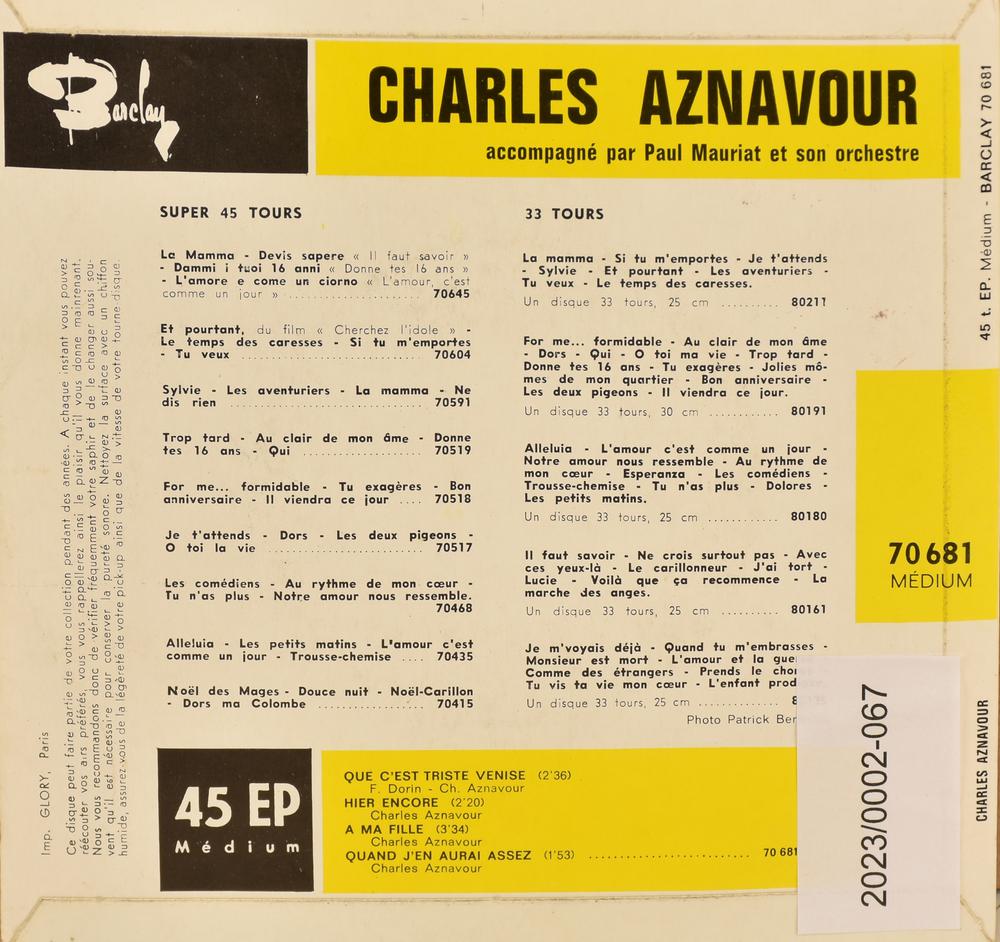 Barclay
CHARLES AZNAVOUR
accompagné par Paul Mauriat et son orchestre
SUPER 45 TOURS
La Mamma - Devis sapere « Il faut savoir »
- Dammi i tuoi 16 anni « Donne tes 16 ans »
- L'amore e come un ciorno « L'amour, c'est
comme un jour » ........................ 70645
Et pourtant, du film « Cherchez l'idole » -
Le temps des caresses - Si tu m'emportes
- Tu veux ................................ 70604
Sylvie - Les aventuriers - La mamma - Ne
dis rien .................................. 70591
Trop tard - Au clair de mon âme - Donne
tes 16 ans - Qui ........................ 70519
For me... formidable - Tu exagères - Bon
anniversaire - Il viendra ce jour .... 70518
Je t'attends - Dors - Les deux pigeons -
O toi la vie ............................ 70517
Les comédiens - Au rythme de mon cœur -
Tu n'as plus - Notre amour nous ressemble.
70468
Alleluia - Les petits matins - L'amour c'est
comme un jour - Trousse-chemise .... 70435
Noël des Mages - Douce nuit - Noël-Carillon
- Dors ma Colombe .................. 70415
33 TOURS
La mamma - Si tu m'emportes - Je t'attends
- Sylvie - Et pourtant - Les aventuriers -
Tu veux - Le temps des caresses.
Un disque 33 tours, 25 cm .......... 80211
For me... formidable - Au clair de mon âme
- Dors - Qui - O toi ma vie - Trop tard -
Donne tes 16 ans - Tu exagères - Jolies mô-
mes de mon quartier - Bon anniversaire -
Les deux pigeons - Il viendra ce jour.
Un disque 33 tours, 30 cm ............ 80191
Alleluia - L'amour c'est comme un jour -
Notre amour nous ressemble - Au rythme de
mon cœur - Esperanza - Les comédiens -
Trousse-chemise - Tu n'as plus - Dolores -
Les petits matins.
Un disque 33 tours, 25 cm ............ 80180
Il faut savoir - Ne crois surtout pas - Avec
ces yeux-là - Le carillonneur - J'ai tort -
Lucie - Voilà que ça recommence - La
marche des anges.
Un disque 33 tours, 25 cm .......... 80161
Je m'voyais déjà - Quand tu m'embrasses -
Monsieur est mort - L'amour et la
Comme des étrangers - Prends le
Tu vis ta vie mon cœur - L'enfant
Un disque 33 tours, 25 cm ..............
Photo Patrick
70 681
MÉDIUM
45 EP
Médium
QUE C'EST TRISTE VENISE (2'36)
F. Dorin - Ch. Aznavour
HIER ENCORE (2'20)
Charles Aznavour
A MA FILLE (3'34)
Charles Aznavour
QUAND J'EN AURAI ASSEZ (1'53) .......................... 70 681
Charles Aznavour
Imp. GLORY, Paris
Ce disque peut faire partie de votre collection pendant des années. A chaque instant vous pouvez
réécouter vos airs préférés, vous vous rappellerez ainsi le plaisir qu'il vous donne maintenant.
Nous vous recommandons donc de vérifier fréquemment votre saphir et de le changer aussi sou-
vent qu'il est nécessaire pour conserver la pureté sonore. Nettoyez la surface avec un chiffon
humide, assurez-vous de la légèreté de votre pick-up ainsi que de la vitesse de votre tourne-disque.
45 t. EP. Médium - BARCLAY 70 681
CHARLES AZNAVOUR
2023/0002-067